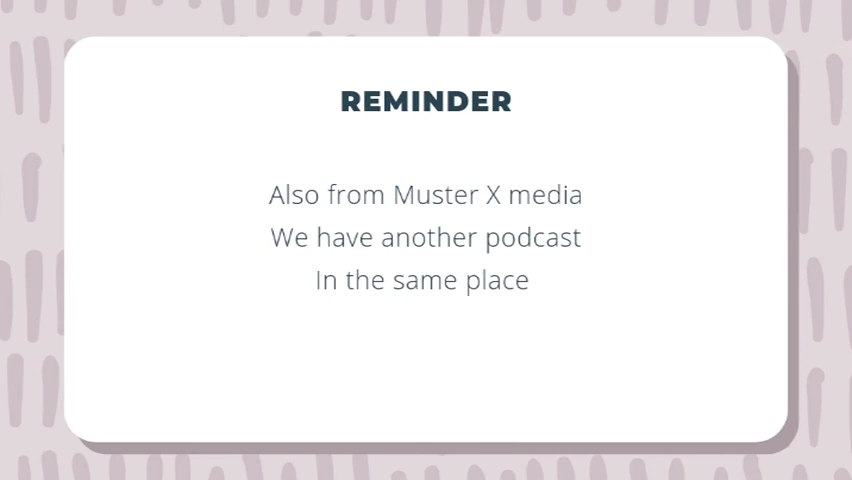 REMINDER
Also from Muster X media
We have another podcast
In the same place